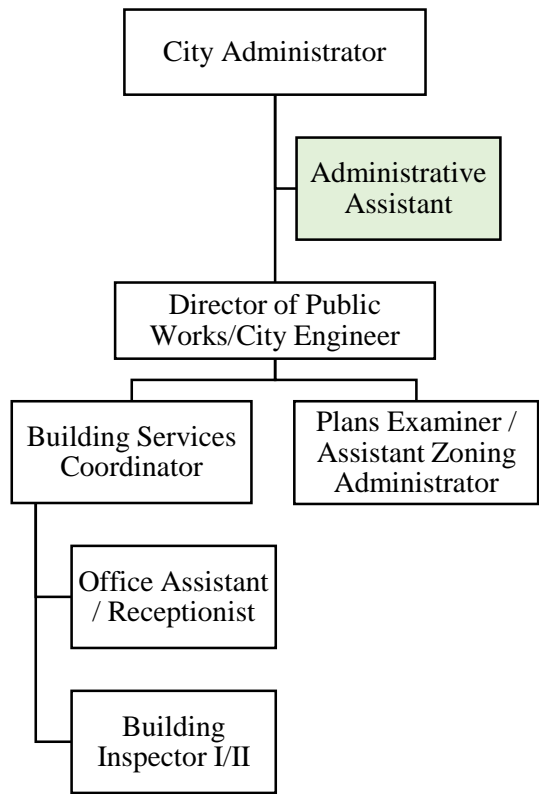 City Administrator
Administrative
Assistant
Director of Public
Works/City Engineer
Building Services
Coordinator
Plans Examiner /
Assistant Zoning
Administrator
Office Assistant
/ Receptionist
Building
Inspector I/II